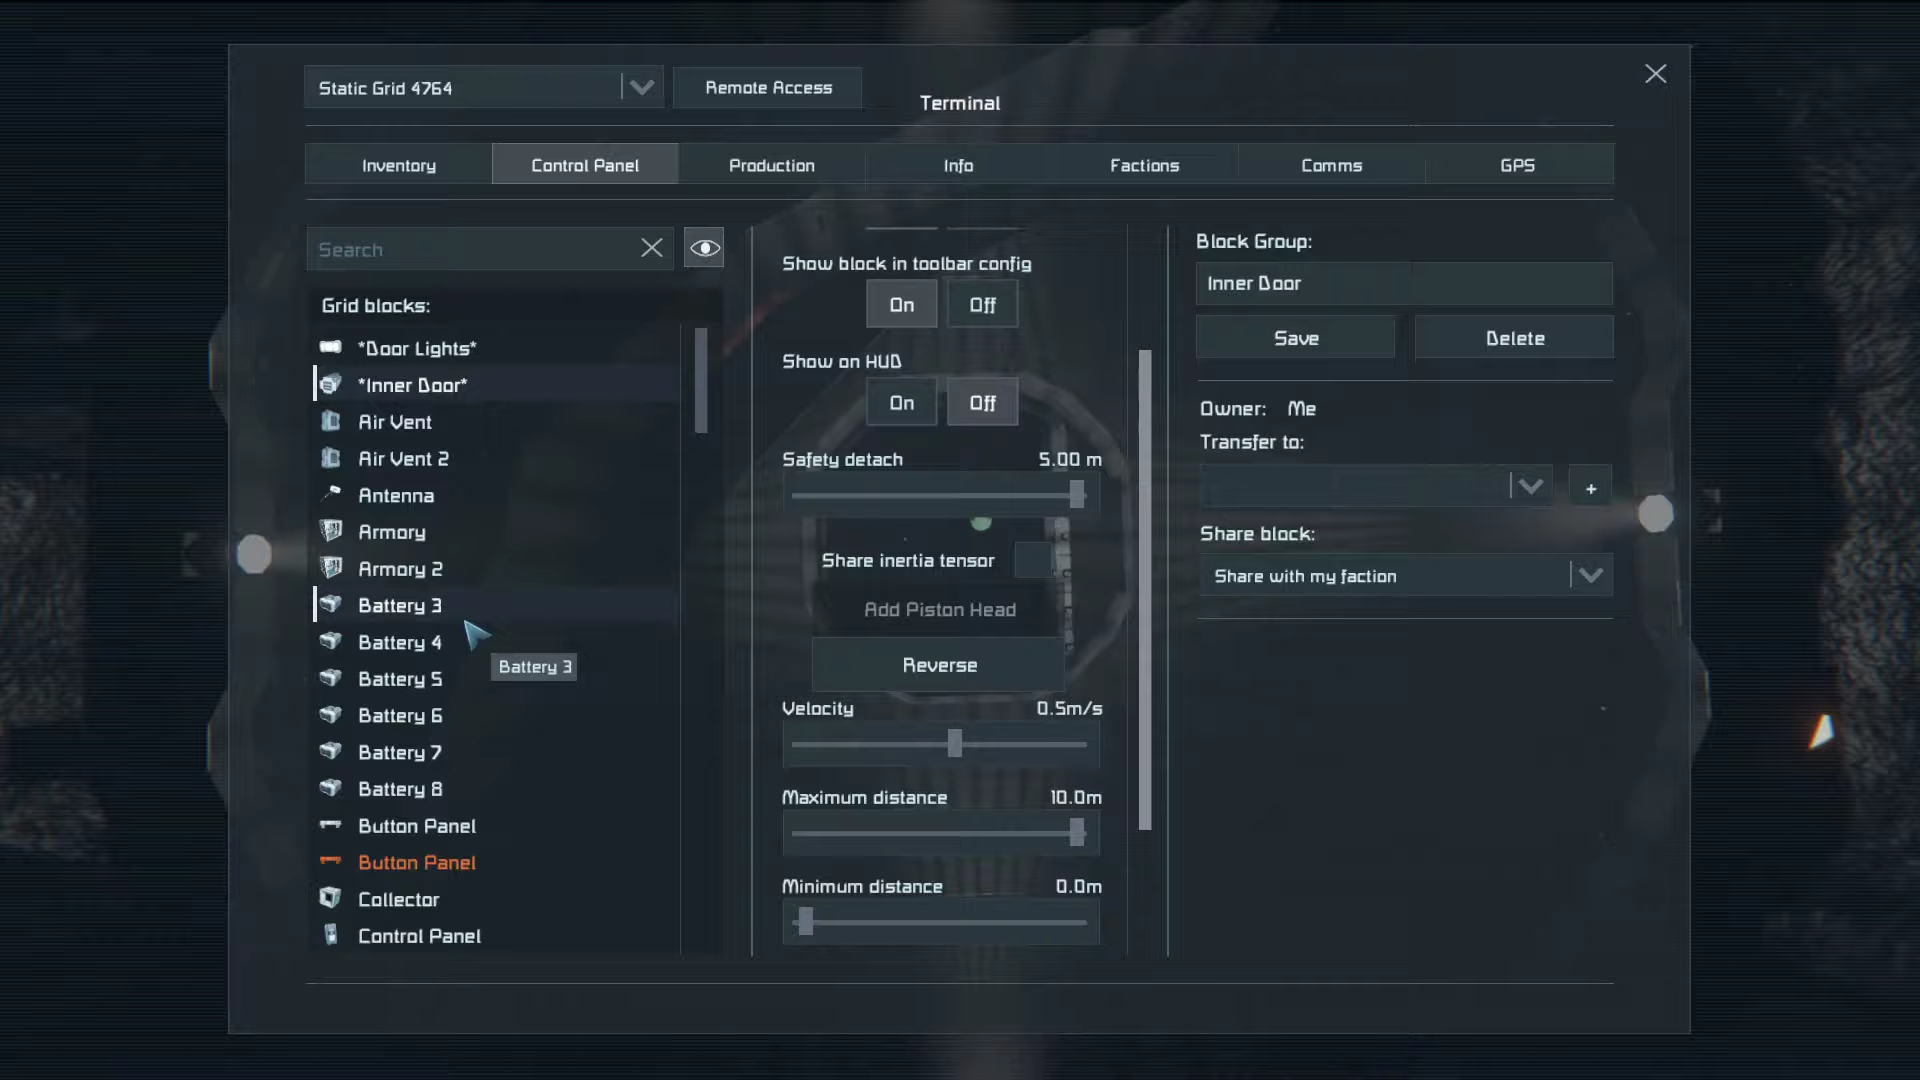 Static Grid 4764
Remote Access
Terminal
Inventory
Control Panel
Production
Info
Factions
Comms
GPS
Search
Grid blocks:
*Door Lights*
*Inner Door*
Air Vent
Air Vent 2
Antenna
Armory
Armory 2
Battery 3
Battery 4
Battery 3
Battery 5
Battery 6
Battery 7
Battery 8
Button Panel
Button Panel
Collector
Control Panel
Show block in toolbar config
On Off
Show on HUD
On Off
Safety detach 5.00 m
Share inertia tensor
Add Piston Head
Reverse
Velocity 0.5m/s
Maximum distance 10.0m
Minimum distance 0.0m
Block Group:
Inner Door
Save Delete
Owner: Me
Transfer to:
+
Share block:
Share with my faction